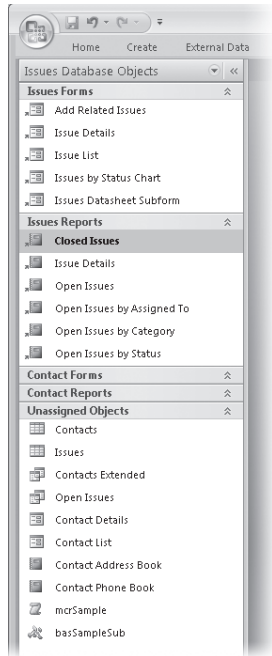 Home Create External Data
Issues Database Objects
Issues Forms
Add Related Issues
Issue Details
Issue List
Issues by Status Chart
Issues Datasheet Subform
Issues Reports
Closed Issues
Issue Details
Open Issues
Open Issues by Assigned To
Open Issues by Category
Open Issues by Status
Contact Forms
Contact Reports
Unassigned Objects
Contacts
Issues
Contacts Extended
Open Issues
Contact Details
Contact List
Contact Address Book
Contact Phone Book
mcrSample
basSampleSub